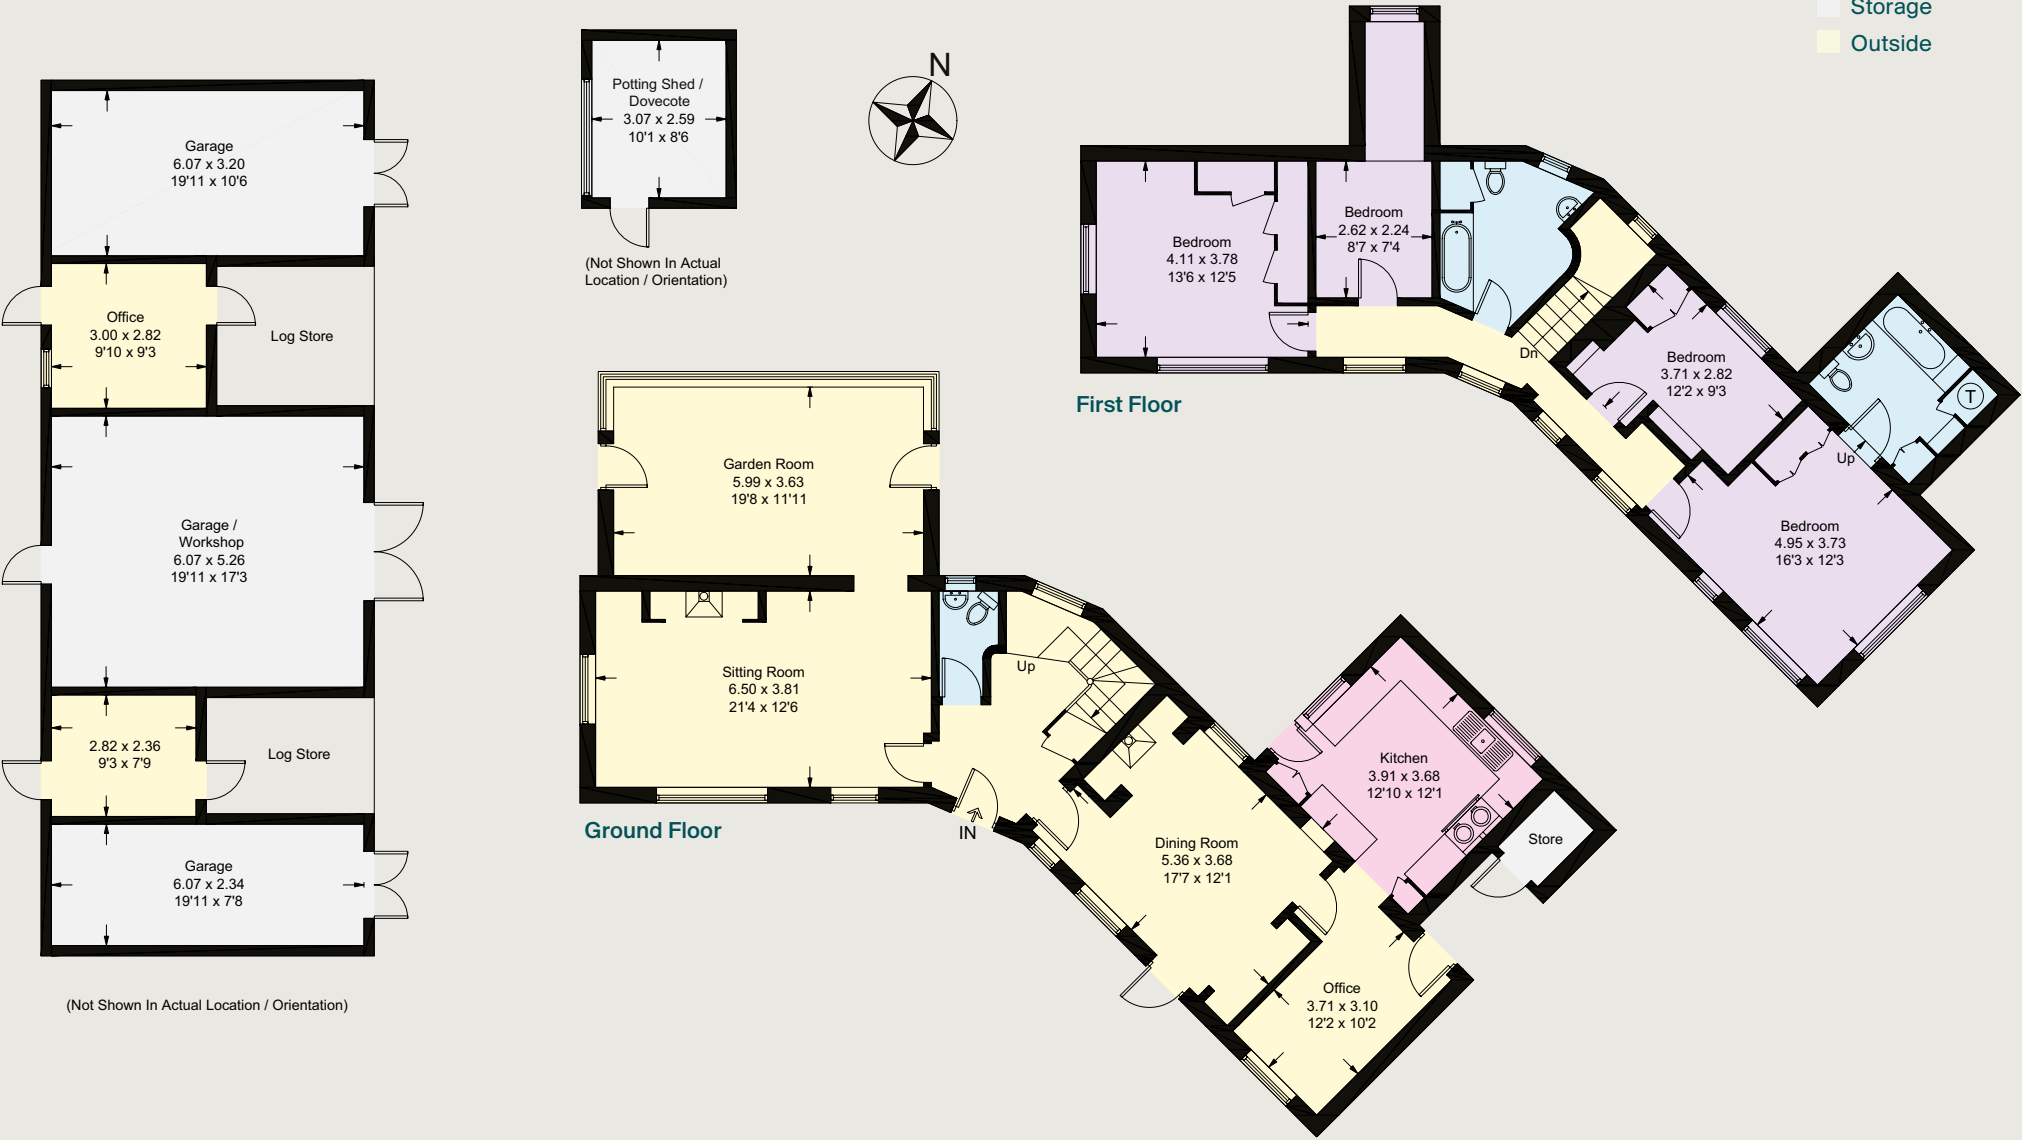 Storage
Outside
N
Potting Shed /
Dovecote
3.07 x 2.59
10'1 x 8'6
(Not Shown In Actual
Location / Orientation)
Garage
6.07 x 3.20
19'11 x 10'6
Office
3.00 x 2.82
9'10 x 9'3
Log Store
Garage /
Workshop
6.07 x 5.26
19'11 x 17'3
2.82 x 2.36
9'3 x 7'9
Log Store
Garage
6.07 x 2.34
19'11 x 7'8
(Not Shown In Actual Location / Orientation)
Bedroom
4.11 x 3.78
13'6 x 12'5
Bedroom
2.62 x 2.24
8'7 x 7'4
Dn
Bedroom
3.71 x 2.82
12'2 x 9'3
T
Up
Bedroom
4.95 x 3.73
16'3 x 12'3
First Floor
Garden Room
5.99 x 3.63
19'8 x 11'11
Sitting Room
6.50 x 3.81
21'4 x 12'6
Up
IN
Ground Floor
Dining Room
5.36 x 3.68
17'7 x 12'1
Kitchen
3.91 x 3.68
12'10 x 12'1
Store
Office
3.71 x 3.10
12'2 x 10'2